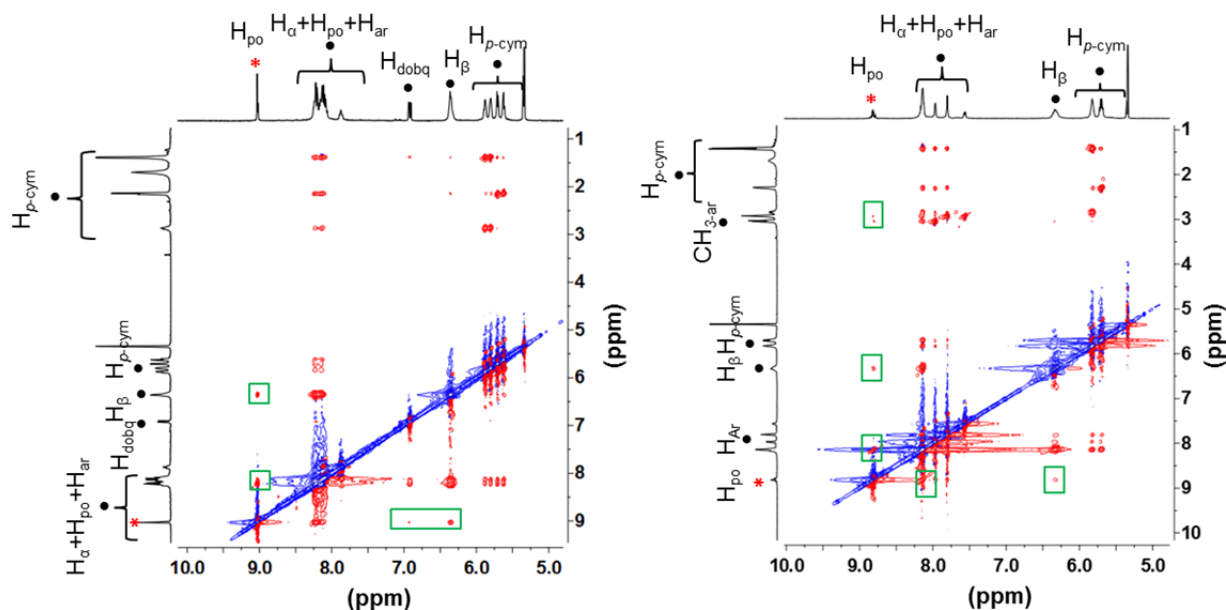 Hα+Hpo+Har
Hpo
*
Hdobq
Hβ
Hp-cym
Hp-cym
Hp-cym
Hβ
Hdobq
Hα+Hpo+Har
*
1
2
3
4
5
6
7
8
9
(ppm)
10.0 9.0 8.0 7.0 6.0 5.0
(ppm)
Hα+Hpo+Har
Hpo
*
Hβ
Hp-cym
Hp-cym
CH3-ar
Hp-cym
Hβ
HAr
Hpo
*
1
2
3
4
5
6
7
8
9
10
(ppm)
10.0 9.0 8.0 7.0 6.0 5.0
(ppm)